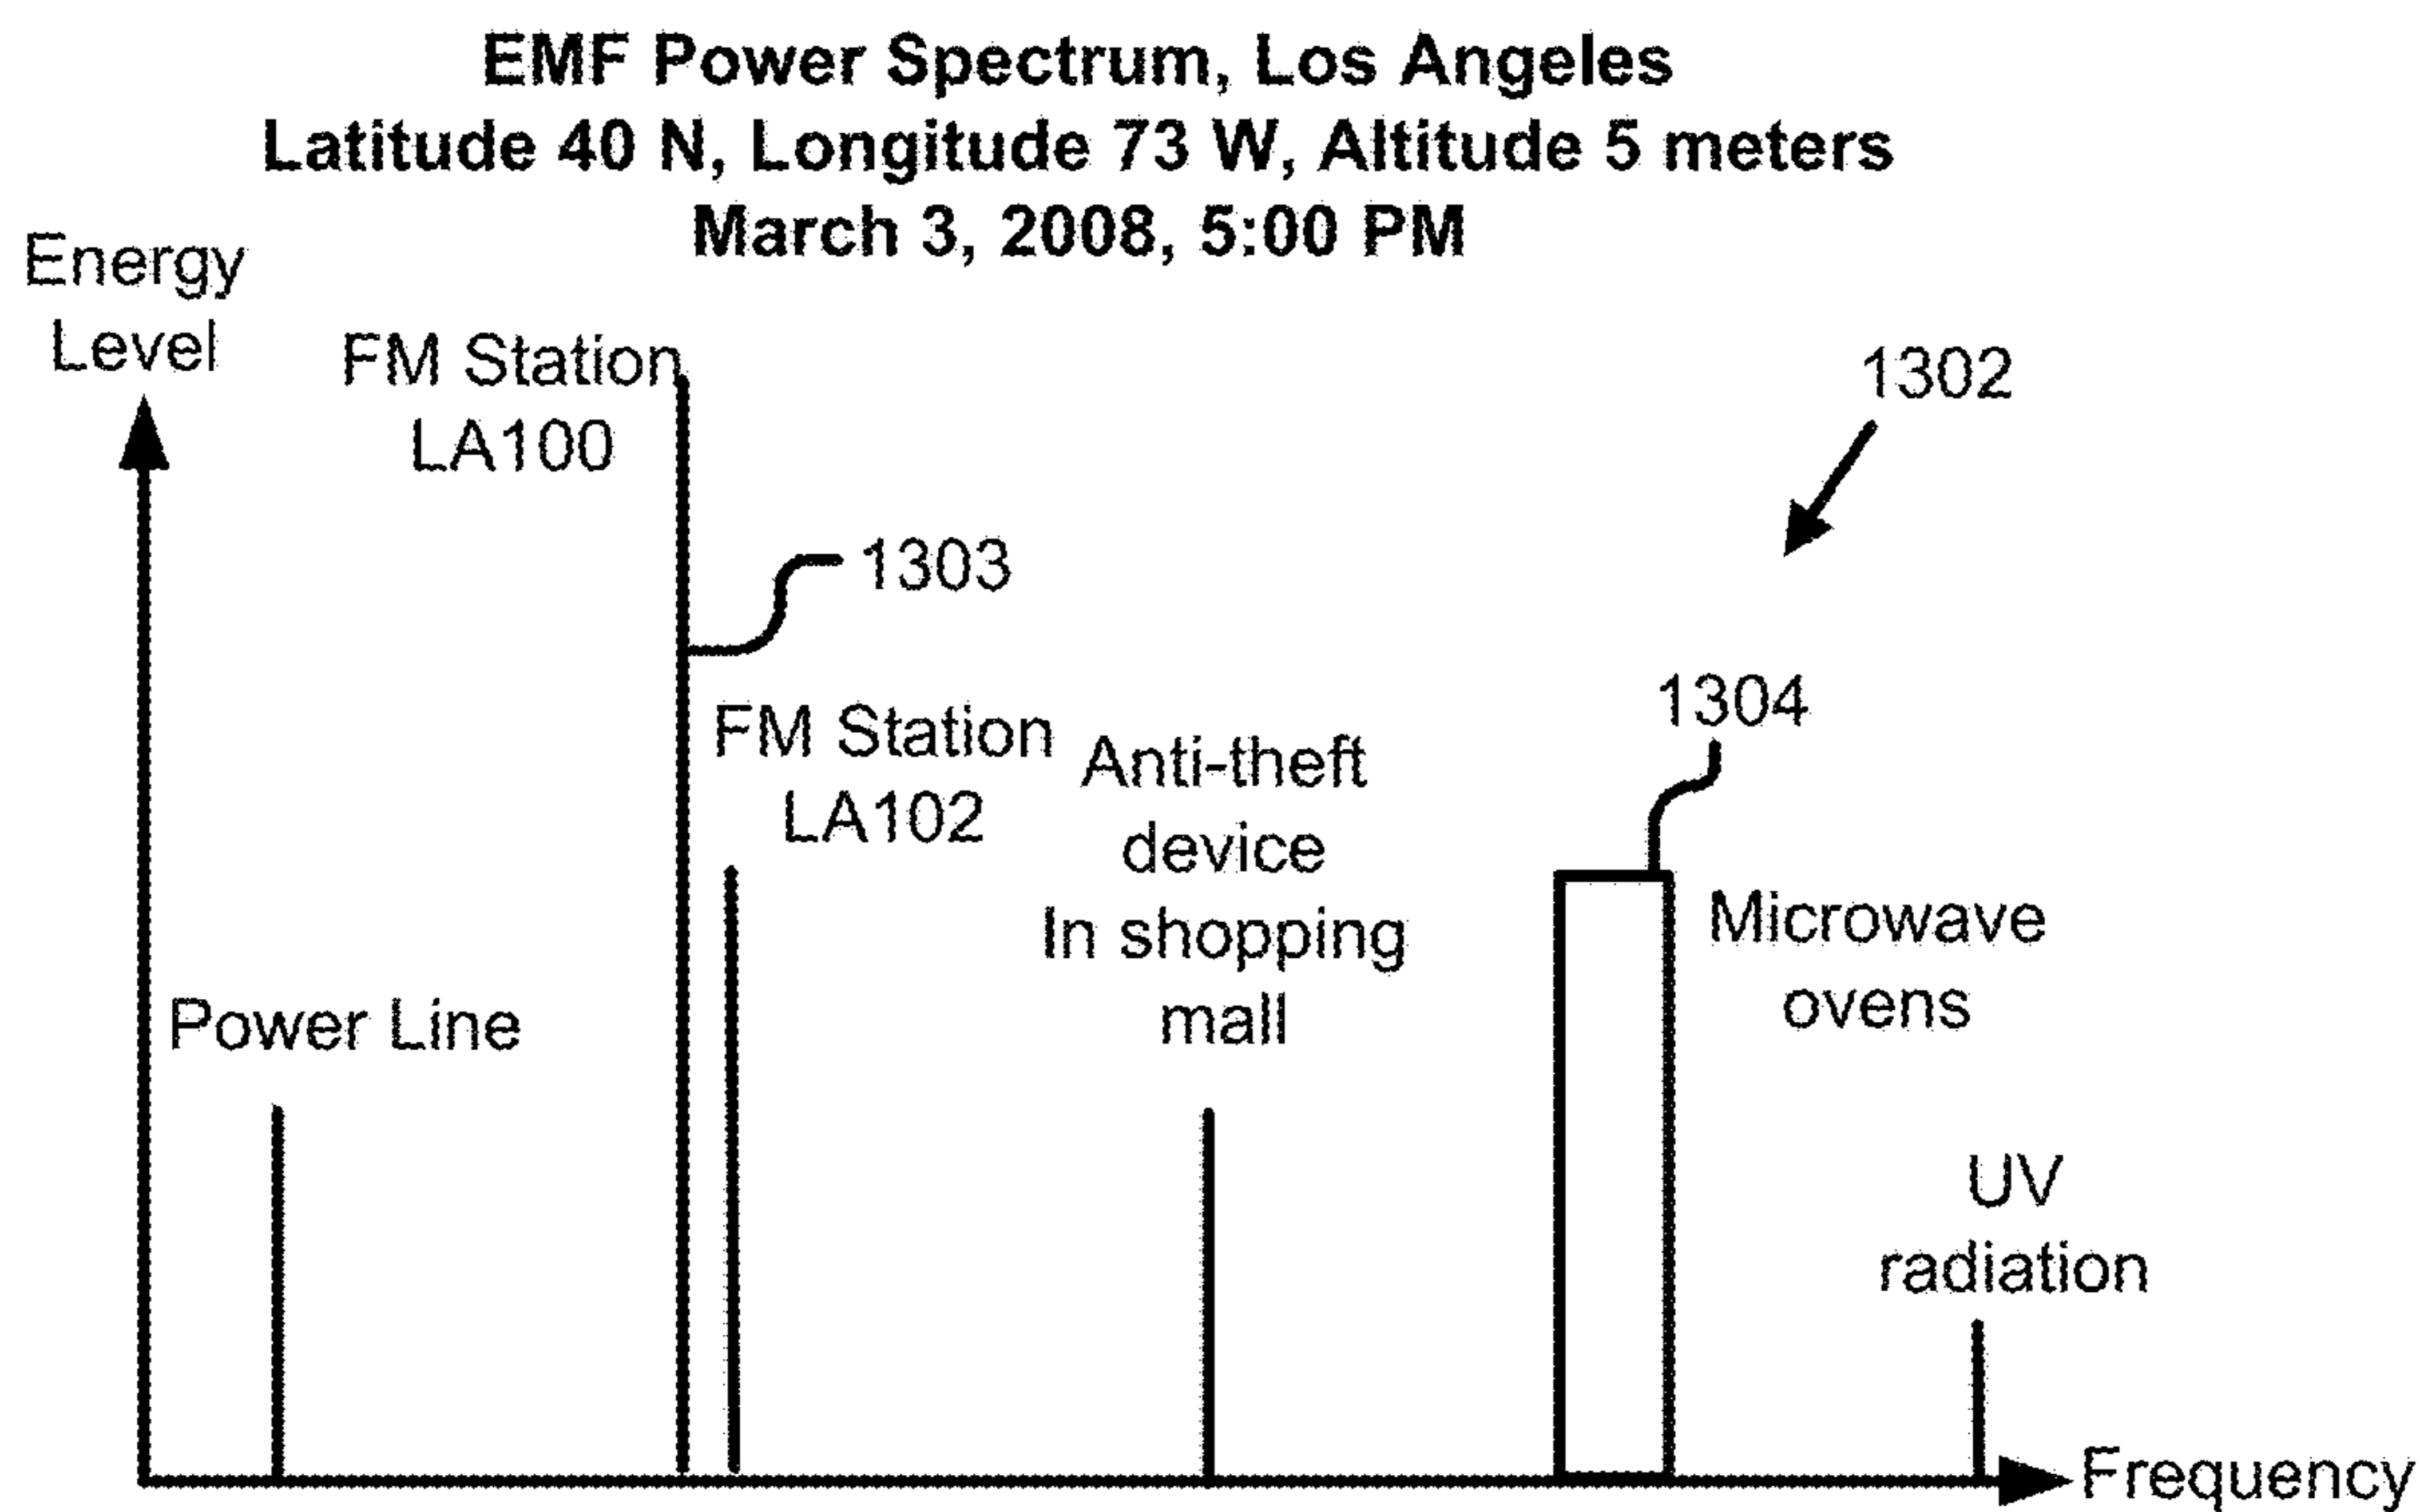 EMF Power Spectrum, Los Angeles
Latitude 40 N, Longitude 73 W, Altitude 5 meters
March 3, 2008, 5:00 PM
Energy
Level
FM Station
LA100
1302
1303
1304
FM Station
LA102
Anti-theft
device
In shopping
mall
Microwave
ovens
Power Line
UV
radiation
Frequency